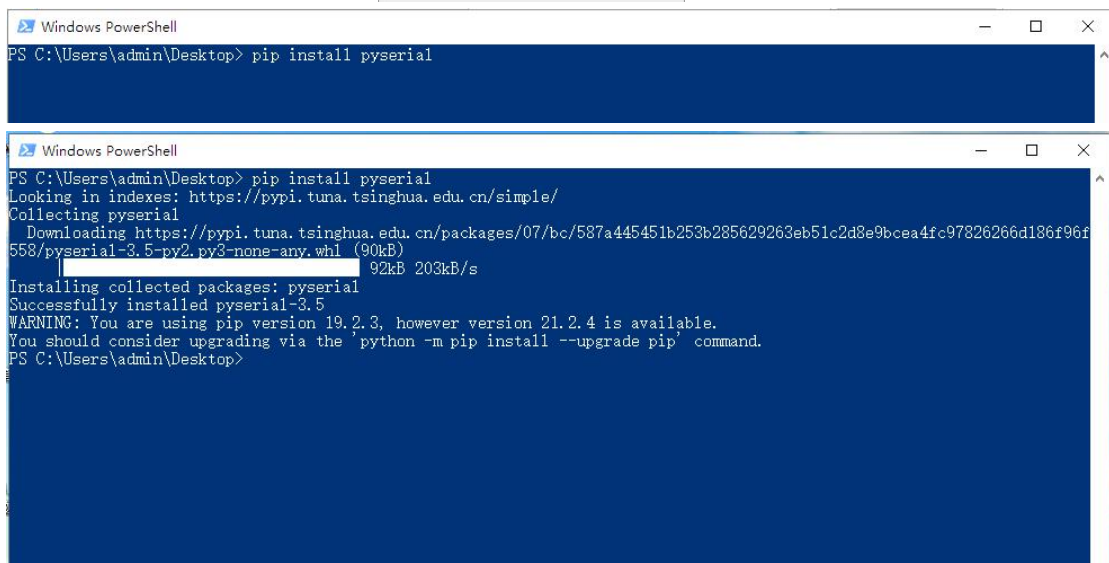 Windows PowerShell
PS C:\Users\admin\Desktop> pip install pyserial
Windows PowerShell
PS C:\Users\admin\Desktop> pip install pyserial
Looking in indexes: https://pypi.tuna.tsinghua.edu.cn/simple/
Collecting pyserial
  Downloading https://pypi.tuna.tsinghua.edu.cn/packages/07/bc/587a445451b253b285629263eb51c2d8e9bcea4fc97826266d186f96f
558/pyserial-3.5-py2.py3-none-any.whl (90kB)
92kB 203kB/s
Installing collected packages: pyserial
Successfully installed pyserial-3.5
WARNING: You are using pip version 19.2.3, however version 21.2.4 is available.
You should consider upgrading via the 'python -m pip install --upgrade pip' command.
PS C:\Users\admin\Desktop>